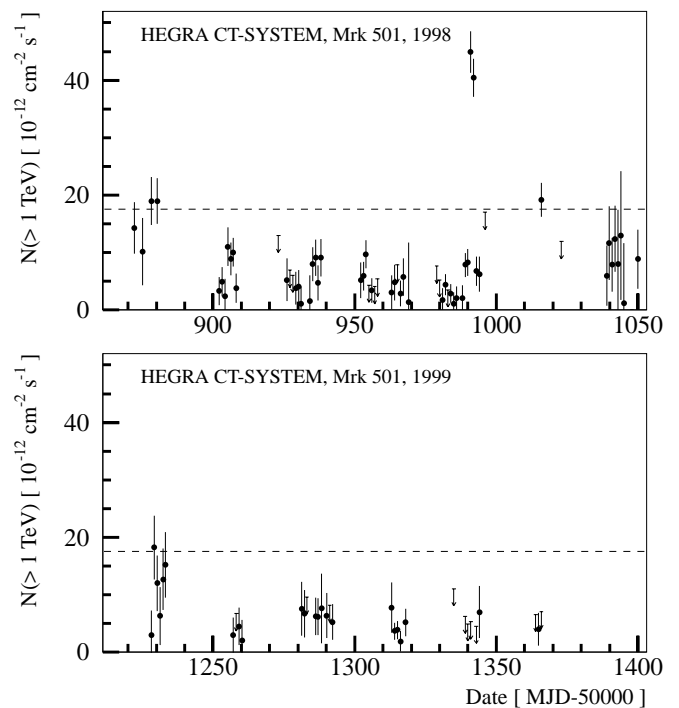 HEGRA CT-SYSTEM, Mrk 501, 1998
N(> 1 TeV) [ 10⁻¹² cm⁻² s⁻¹ ]
40
20
0
900 950 1000 1050
HEGRA CT-SYSTEM, Mrk 501, 1999
N(> 1 TeV) [ 10⁻¹² cm⁻² s⁻¹ ]
40
20
0
1250 1300 1350 1400
Date [ MJD-50000 ]